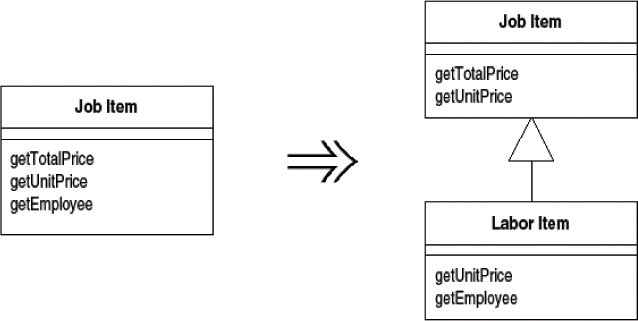 Job Item
getTotalPrice
getUnitPrice
getEmployee
Job Item
getTotalPrice
getUnitPrice
Labor Item
getUnitPrice
getEmployee